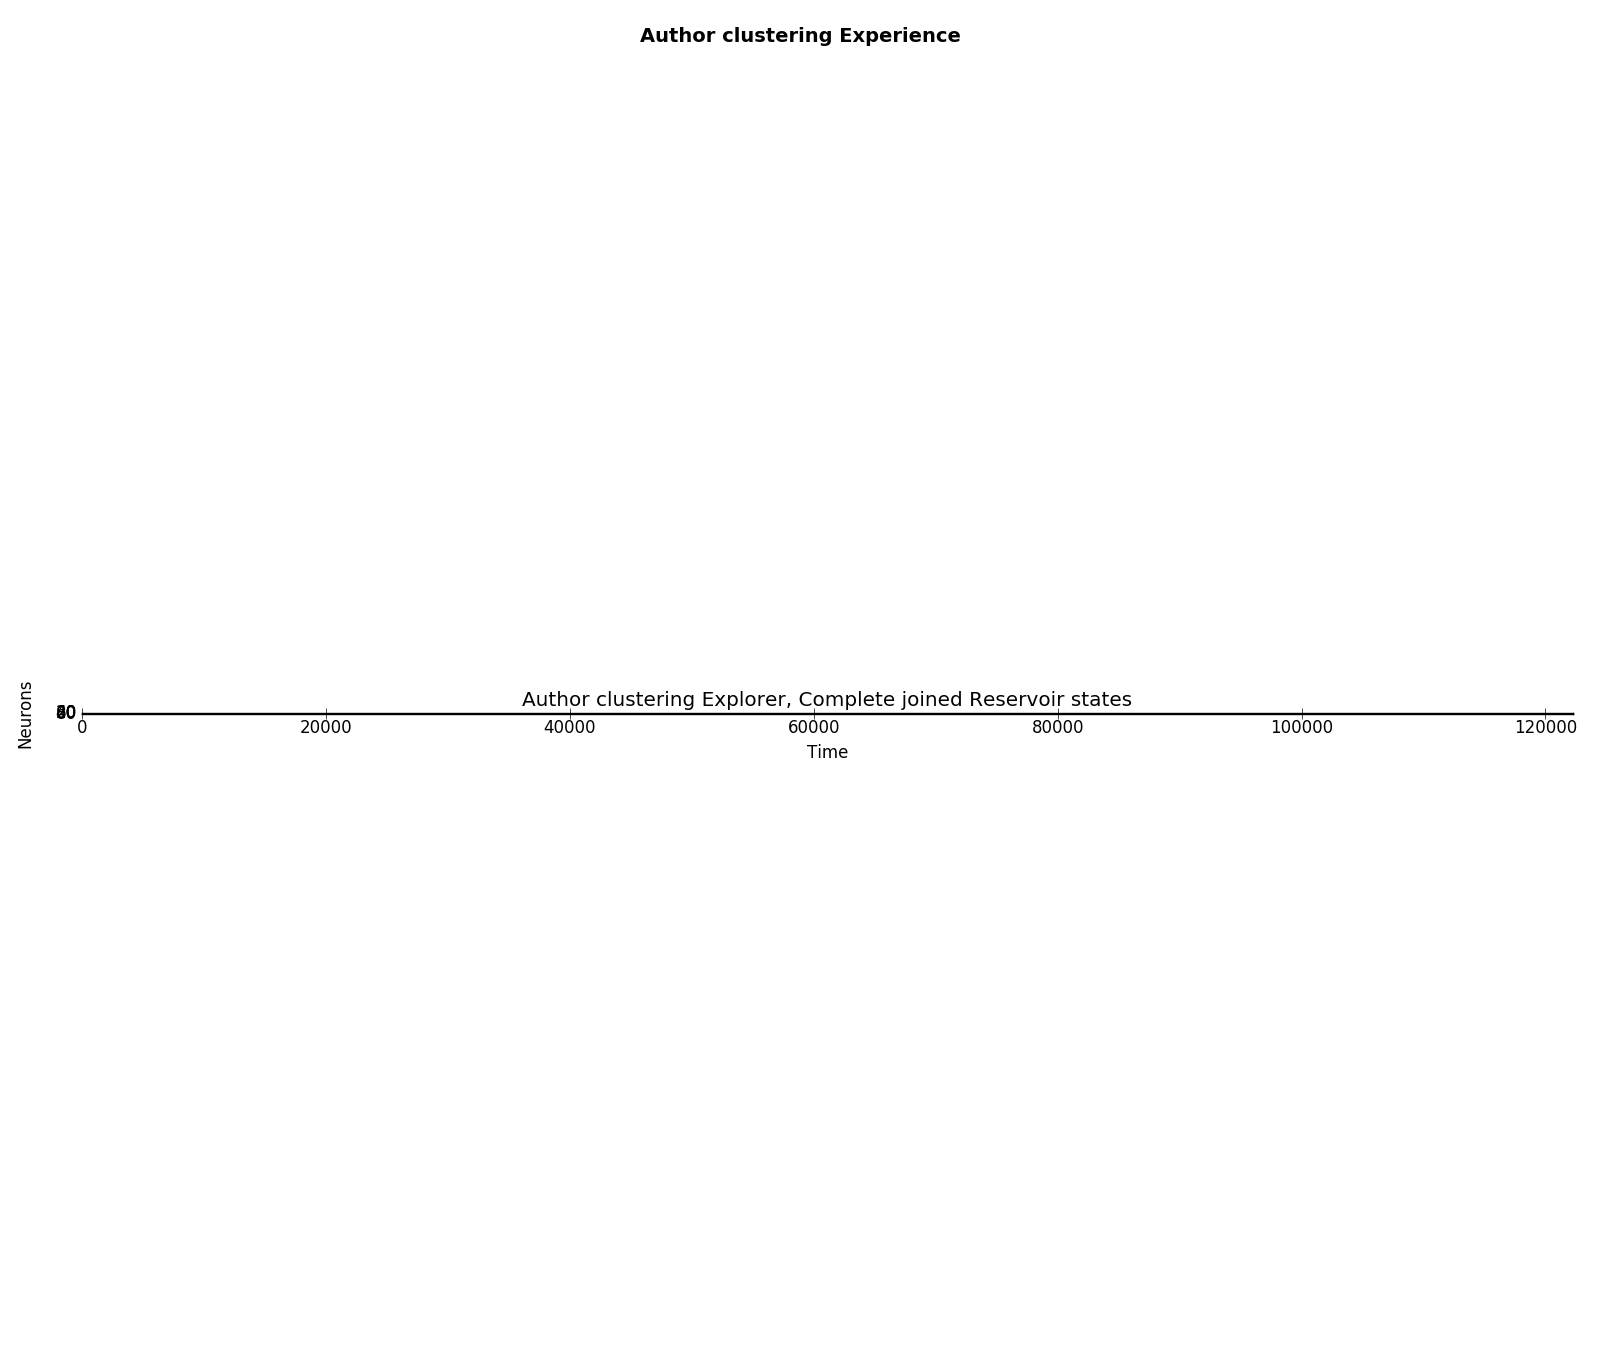 Author clustering Experience
Author clustering Explorer, Complete joined Reservoir states
Neurons
0 20000 40000 60000 80000 100000 120000
Time